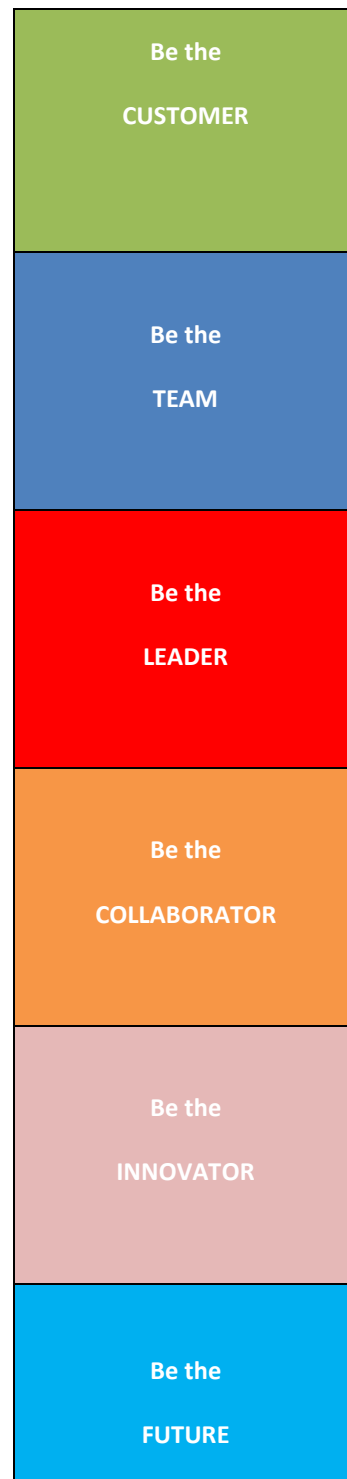 Be the
CUSTOMER
Be the
TEAM
Be the
LEADER
Be the
COLLABORATOR
Be the
INNOVATOR
Be the
FUTURE